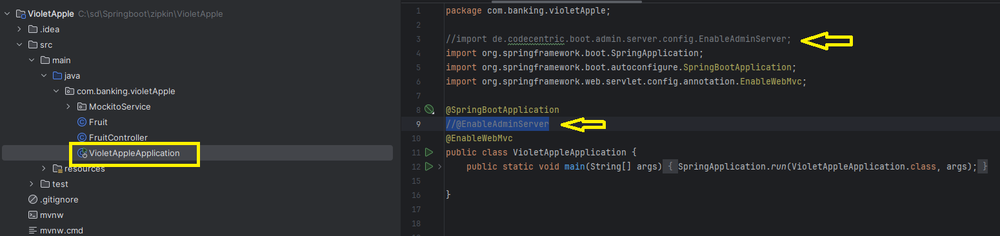 VioletApple C:\sd\Springboot\zipkin\VioletApple
.idea
src
main
java
com.banking.violetApple
MockitoService
Fruit
FruitController
VioletAppleApplication
resources
test
.gitignore
mvnw
mvnw.cmd
1 package com.banking.violetApple;
2
3 //import de.codecentric.boot.admin.server.config.EnableAdminServer;
4 import org.springframework.boot.SpringApplication;
5 import org.springframework.boot.autoconfigure.SpringBootApplication;
6 import org.springframework.web.servlet.config.annotation.EnableWebMvc;
7
8 @SpringBootApplication
9 //@EnableAdminServer
10 @EnableWebMvc
11 public class VioletAppleApplication {
12 public static void main(String[] args) { SpringApplication.run(VioletAppleApplication.class, args); }
15
16 }
17
18